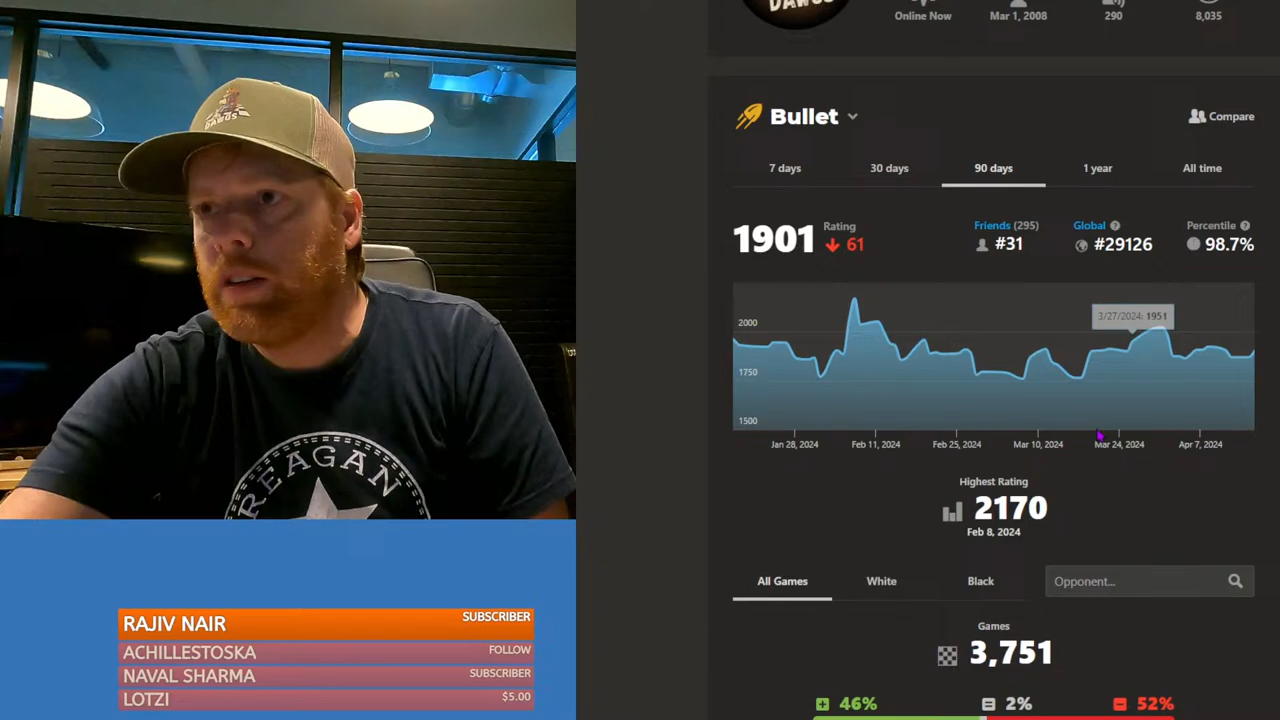 DAWGS
Online Now
Mar 1, 2008
290
8,035
DAWGS
Bullet
Compare
7 days
30 days
90 days
1 year
All time
1901
Rating
61
Friends (295)
#31
Global
#29126
Percentile
98.7%
2000
1750
1500
3/27/2024: 1951
Jan 28, 2024
Feb 11, 2024
Feb 25, 2024
Mar 10, 2024
Mar 24, 2024
Apr 7, 2024
REAGAN
Highest Rating
2170
Feb 8, 2024
All Games
White
Black
Opponent...
Games
3,751
46%
2%
52%
RAJIV NAIR SUBSCRIBER
ACHILLESTOSKA FOLLOW
NAVAL SHARMA SUBSCRIBER
LOTZI $5.00